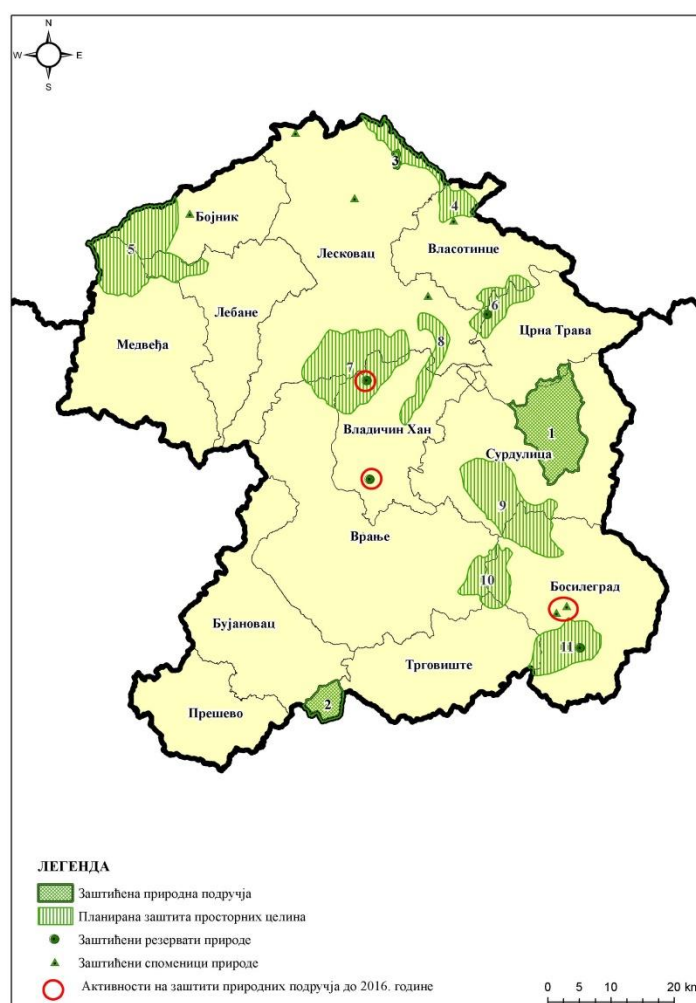 N
W E
S
3
4
Бојник
Власотинце
5
Лесковац
6
Лебане
Црна Трава
Медвеђа
8
7
1
Владичин Хан
Сурдулица
9
Врање
10
Босилеград
Бујановац
11
Трговиште
2
Прешево
ЛЕГЕНДА
Заштићена природна подручја
Планирана заштита просторних целина
Заштићени резервати природе
Заштићени споменици природе
Активности на заштити природних подручја до 2016. године
0 5 10 20 km